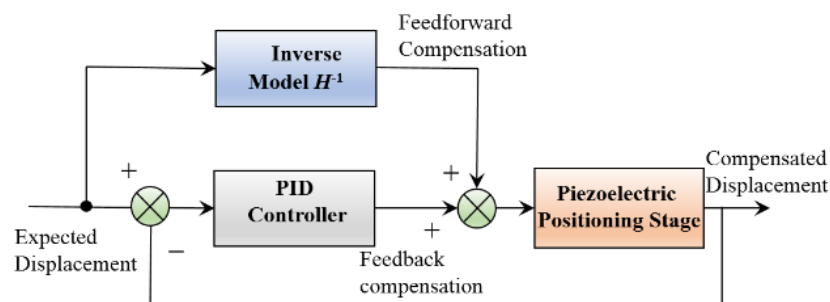 Feedforward
Compensation
Inverse
Model H-1
+
+
PID
Controller
Piezoelectric
Positioning Stage
Compensated
Displacement
Expected
Displacement
−
+
Feedback
compensation